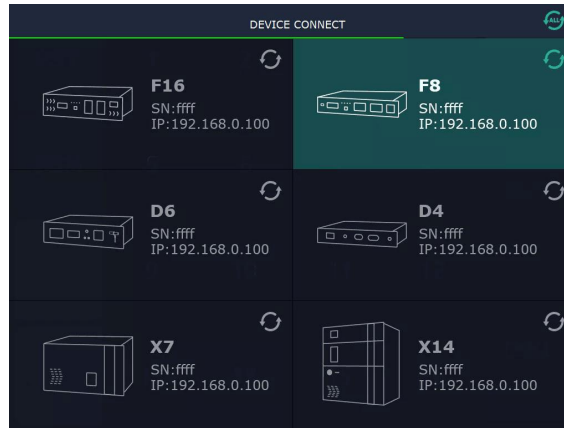 DEVICE CONNECT
ALL
F16
SN:ffff
IP:192.168.0.100
F8
SN:ffff
IP:192.168.0.100
D6
SN:ffff
IP:192.168.0.100
D4
SN:ffff
IP:192.168.0.100
X7
SN:ffff
IP:192.168.0.100
X14
SN:ffff
IP:192.168.0.100